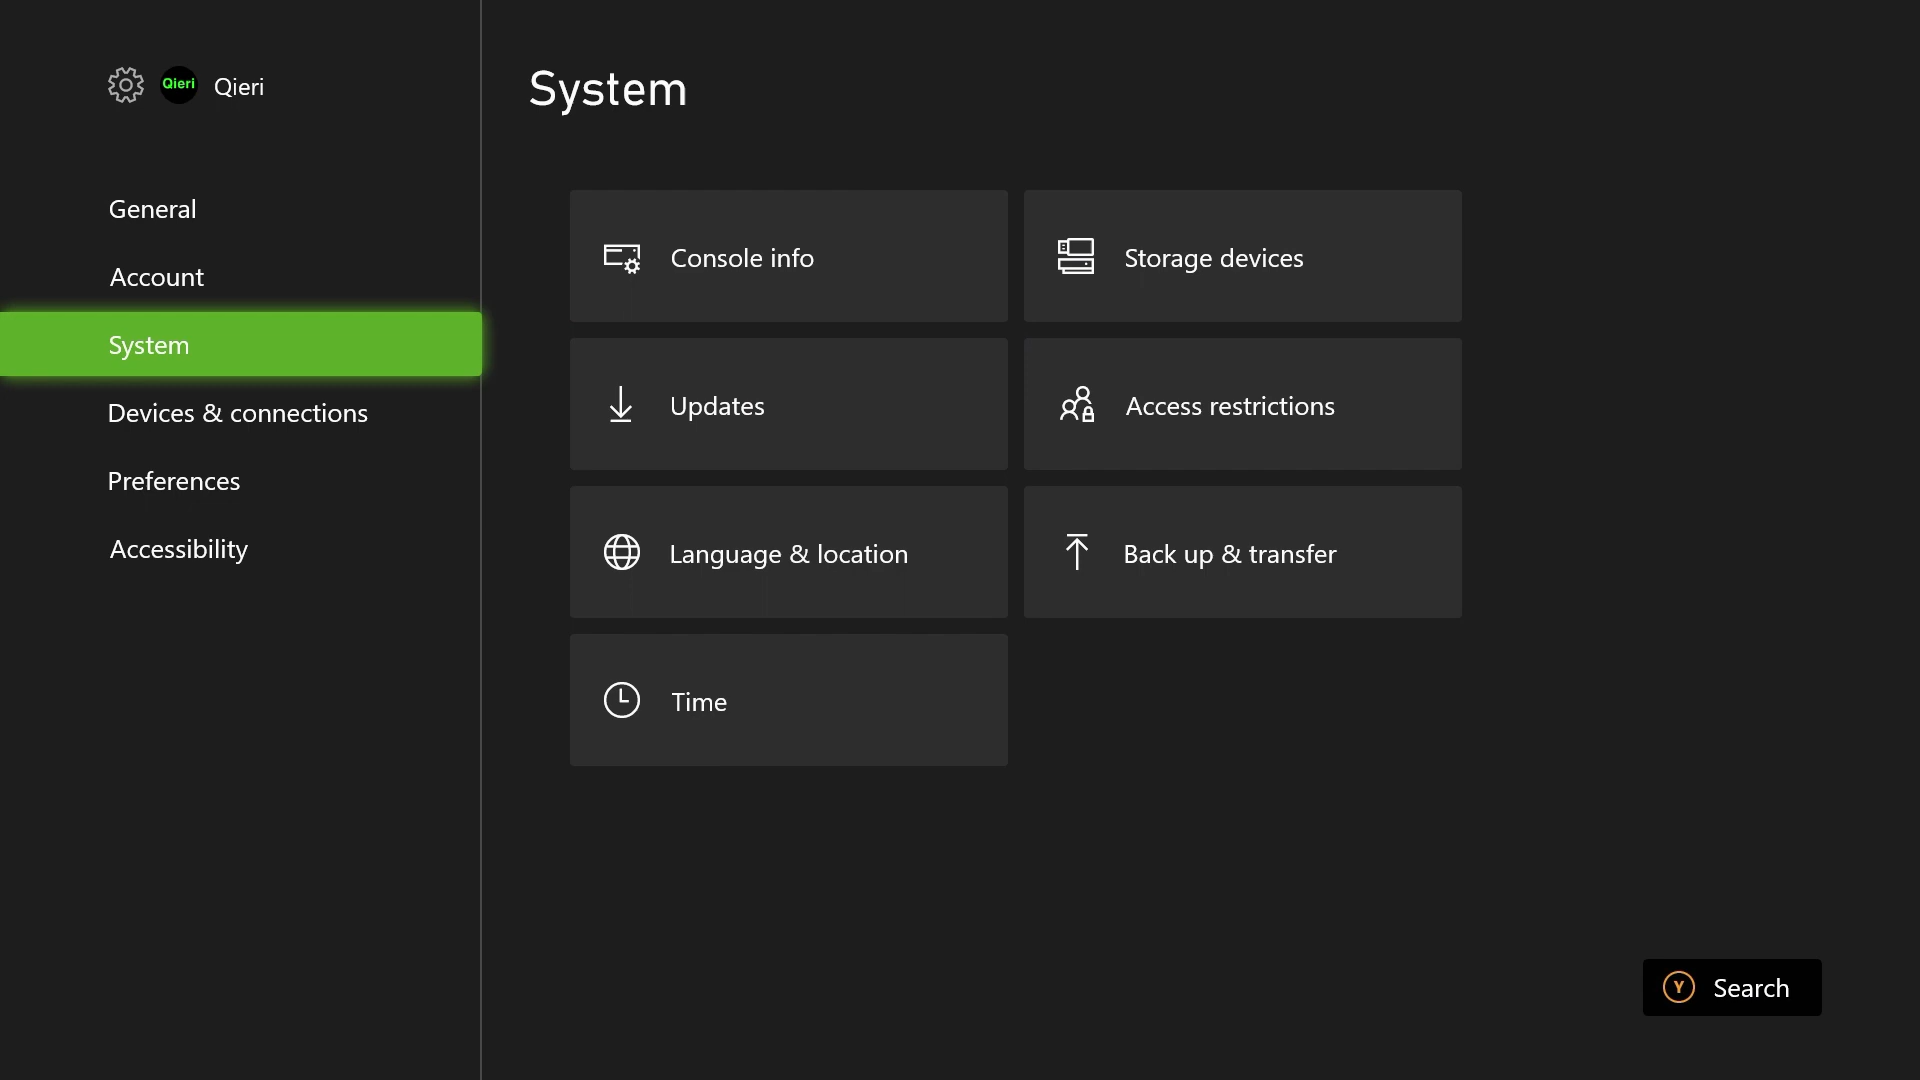 Qieri Qieri
General
Account
System
Devices & connections
Preferences
Accessibility
System
Console info
Storage devices
Updates
Access restrictions
Language & location
Back up & transfer
Time
Y Search